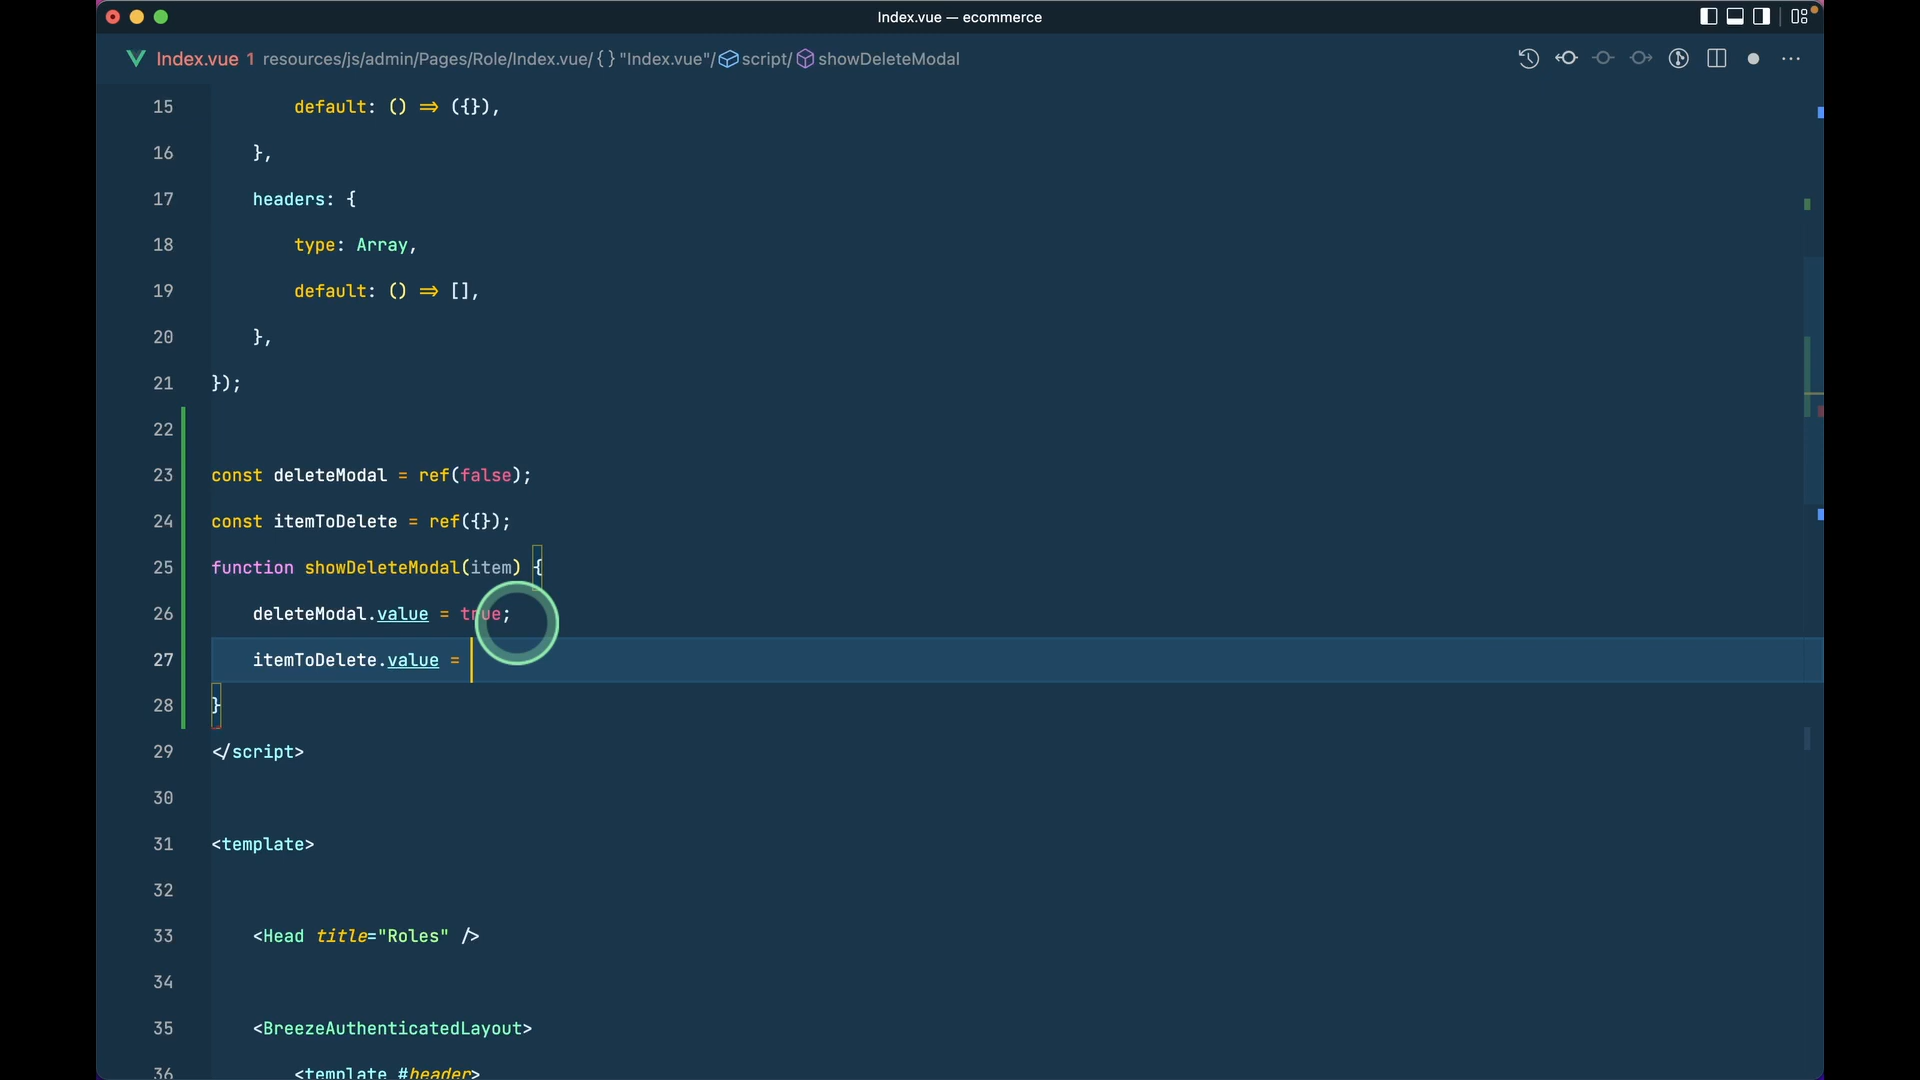 Index.vue — ecommerce
Index.vue 1 resources/js/admin/Pages/Role/Index.vue/ {} "Index.vue"/ script/ showDeleteModal
15 default: () => ({}),
16 },
17 headers: {
18 type: Array,
19 default: () => [],
20 },
21 });
22
23 const deleteModal = ref(false);
24 const itemToDelete = ref({});
25 function showDeleteModal(item) {
26 deleteModal.value = true;
27 itemToDelete.value =
28 }
29 </script>
30
31 <template>
32
33 <Head title="Roles" />
34
35 <BreezeAuthenticatedLayout>
36 <template #header>